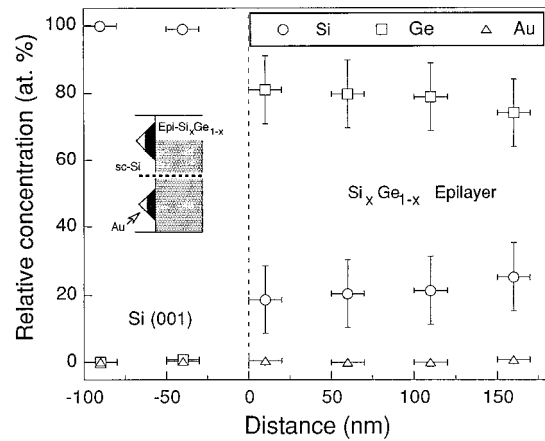 Si Ge Au
Relative concentration (at. %)
100
80
60
40
20
0
Epi-SixGe1-x
sc-Si
Au
SixGe1-x Epilayer
Si (001)
-100 -50 0 50 100 150
Distance (nm)